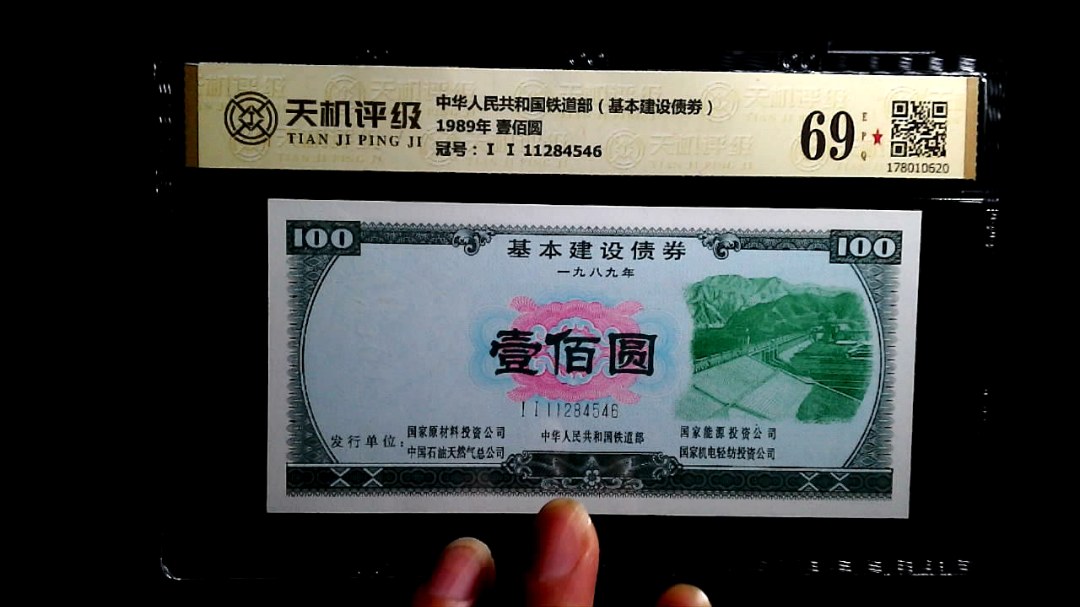 天机评级
TIAN JI PING JI
中华人民共和国铁道部（基本建设债券）
1989年 壹佰圆
冠号：I I 11284546
69
EPQ
178010620
100
100
基本建设债券
一九八九年
壹佰圆
I I 11284546
发行单位：
国家原材料投资公司
中国石油天然气总公司
中华人民共和国铁道部
国家能源投资公司
国家机电轻纺投资公司